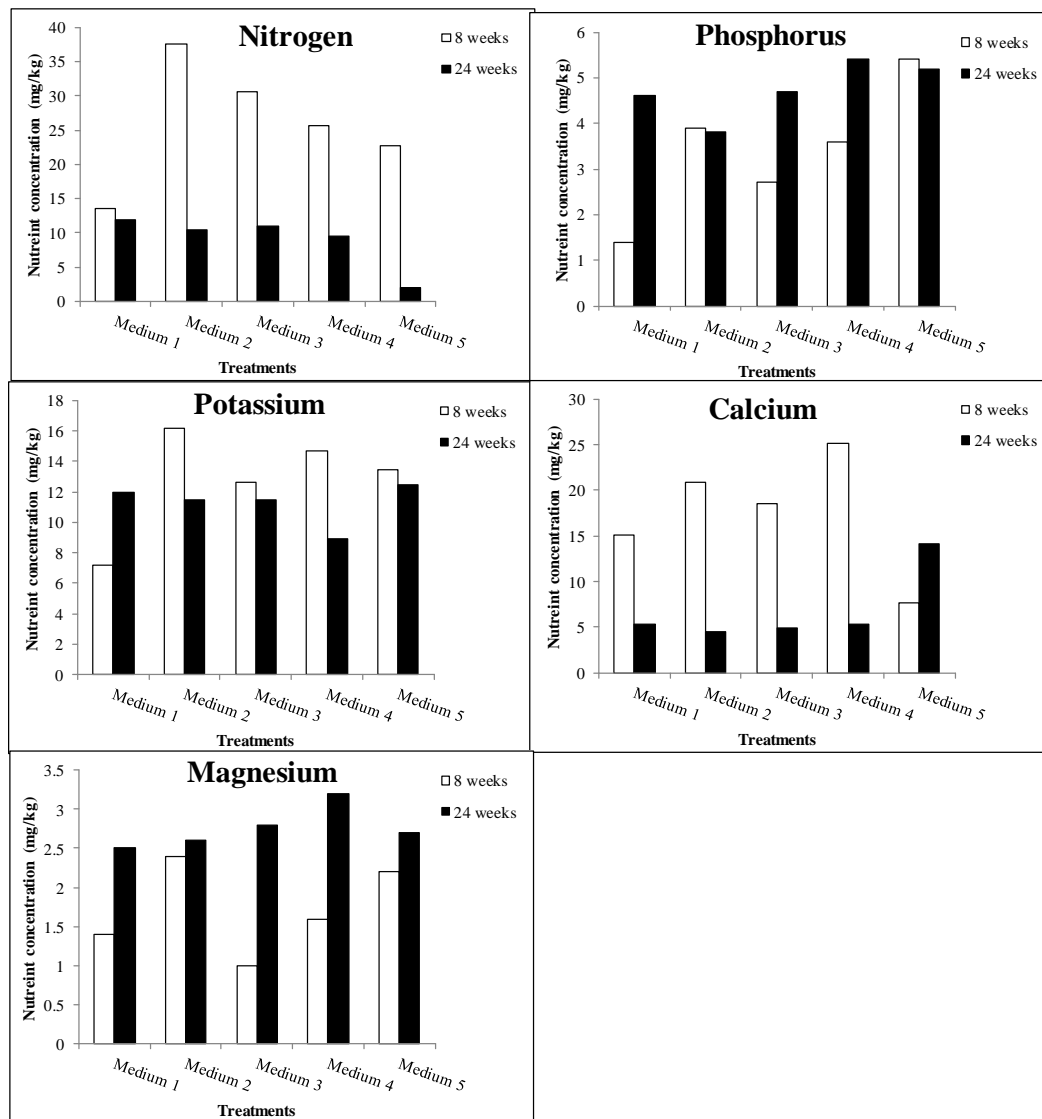 Nitrogen
8 weeks
24 weeks
Nutreint concentration (mg/kg)
40
35
30
25
20
15
10
5
0
Medium 1
Medium 2
Medium 3
Medium 4
Medium 5
Treatments
Phosphorus
8 weeks
24 weeks
Nutreint concentration (mg/kg)
6
5
4
3
2
1
0
Medium 1
Medium 2
Medium 3
Medium 4
Medium 5
Treatments
Potassium
8 weeks
24 weeks
Nutreint concentration (mg/kg)
18
16
14
12
10
8
6
4
2
0
Medium 1
Medium 2
Medium 3
Medium 4
Medium 5
Treatments
Calcium
8 weeks
24 weeks
Nutreint concentration (mg/kg)
30
25
20
15
10
5
0
Medium 1
Medium 2
Medium 3
Medium 4
Medium 5
Treatments
Magnesium
8 weeks
24 weeks
Nutreint concentration (mg/kg)
3.5
3
2.5
2
1.5
1
0.5
0
Medium 1
Medium 2
Medium 3
Medium 4
Medium 5
Treatments